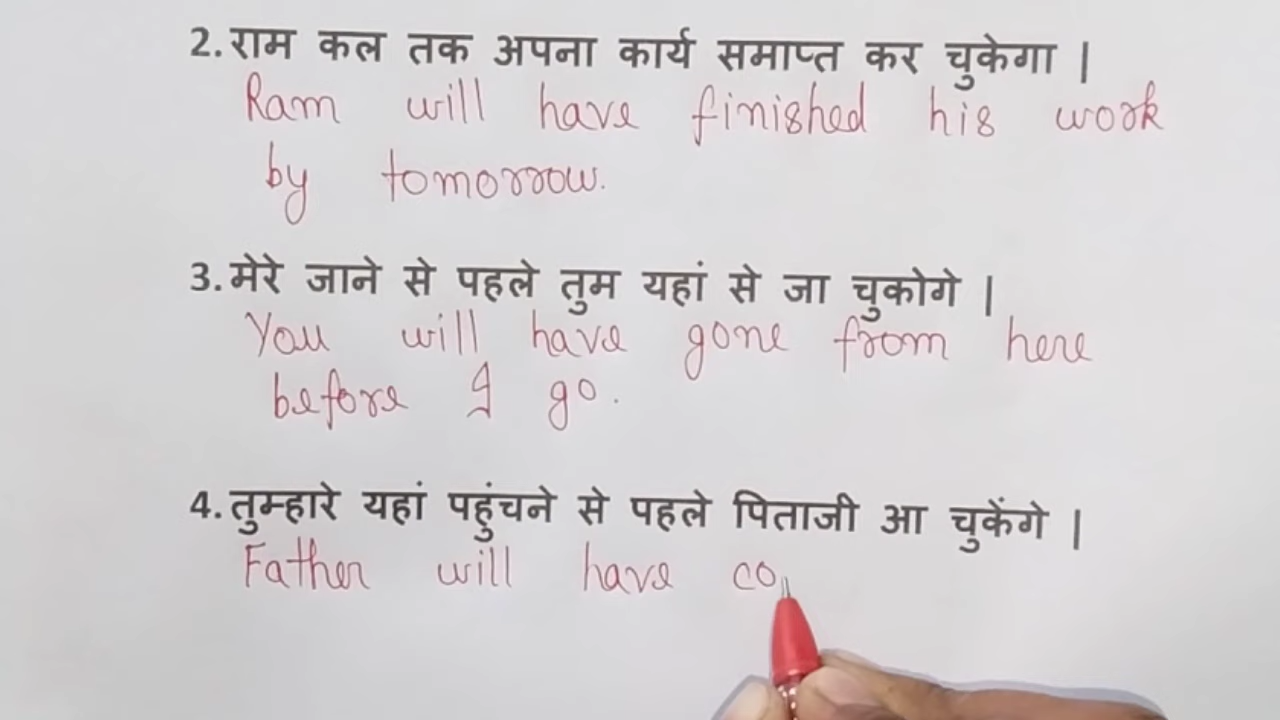 2. राम कल तक अपना कार्य समाप्त कर चुकेगा |
Ram will have finished his work
by tomorrow.
3. मेरे जाने से पहले तुम यहां से जा चुकोगे |
You will have gone from here
before I go.
4. तुम्हारे यहां पहुंचने से पहले पिताजी आ चुकेंगे |
Father will have co